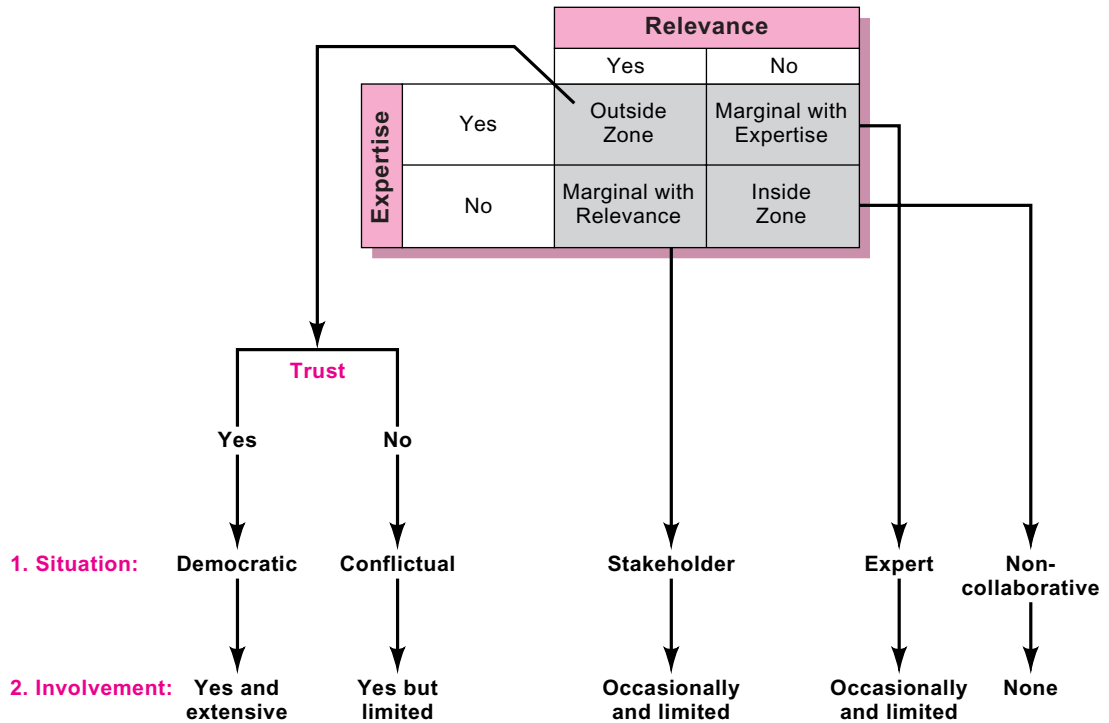 Relevance
Yes
No
Expertise
Yes
Outside
Zone
Marginal with
Expertise
No
Marginal with
Relevance
Inside
Zone
Trust
Yes
No
1. Situation:
Democratic
Conflictual
Stakeholder
Expert
Non-
collaborative
2. Involvement:
Yes and
extensive
Yes but
limited
Occasionally
and limited
Occasionally
and limited
None